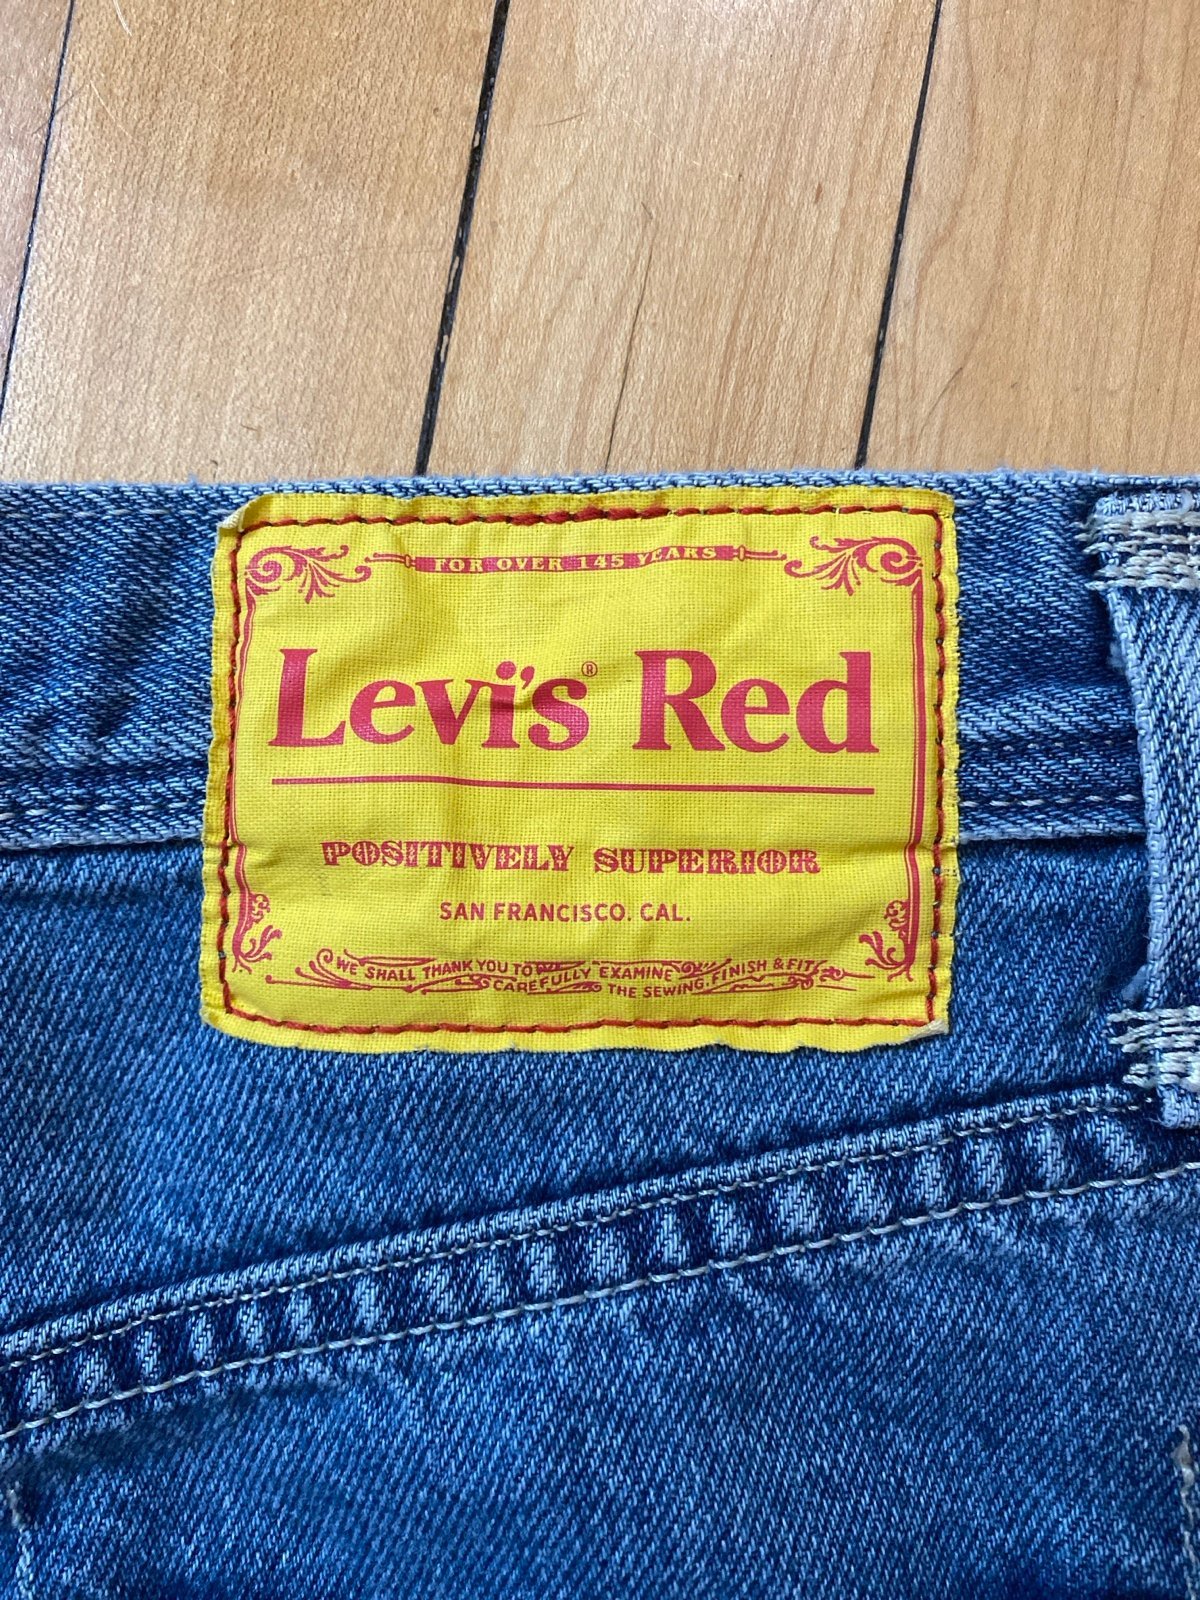 FOR OVER 145 YEARS
Levi's® Red
POSITIVELY SUPERIOR
SAN FRANCISCO. CAL.
WE SHALL THANK YOU TO CAREFULLY EXAMINE THE SEWING, FINISH & FIT